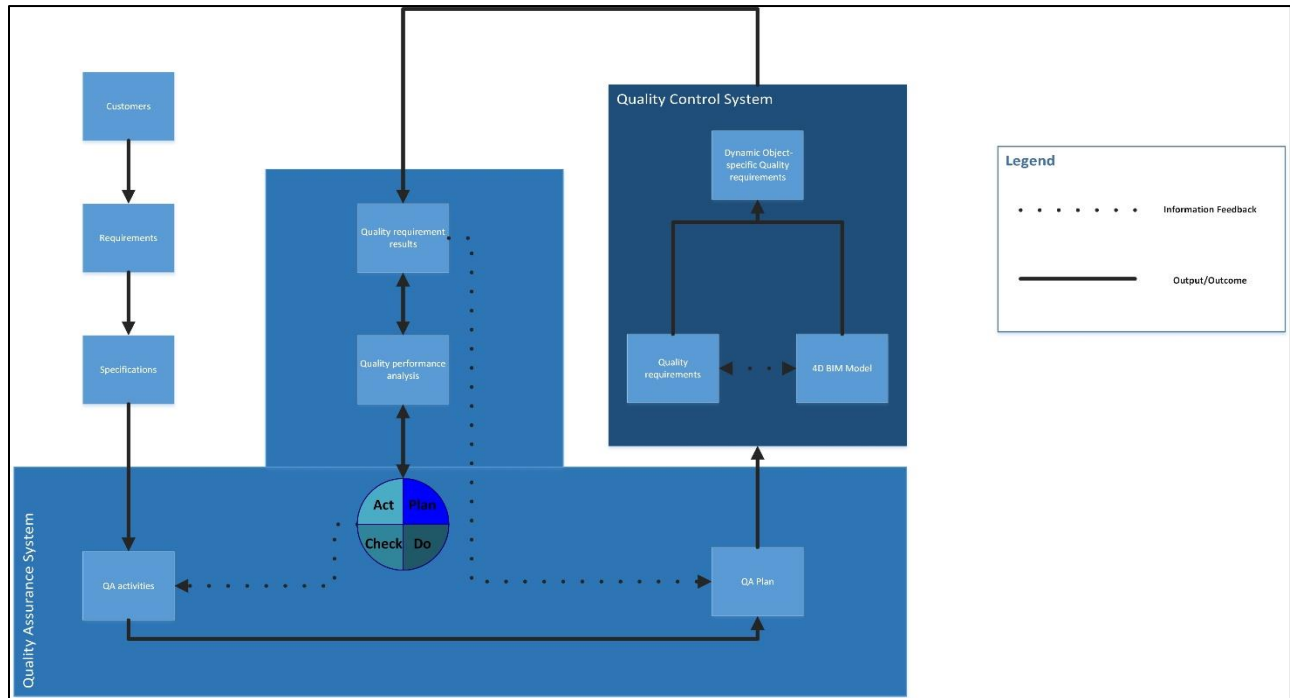 Customers
Requirements
Specifications
QA activities
Quality Assurance System
Quality requirement
results
Quality performance
analysis
Act
Plan
Check
Do
QA Plan
Quality Control System
Dynamic Object-
specific Quality
requirements
Quality
requirements
4D BIM Model
Legend
Information Feedback
Output/Outcome